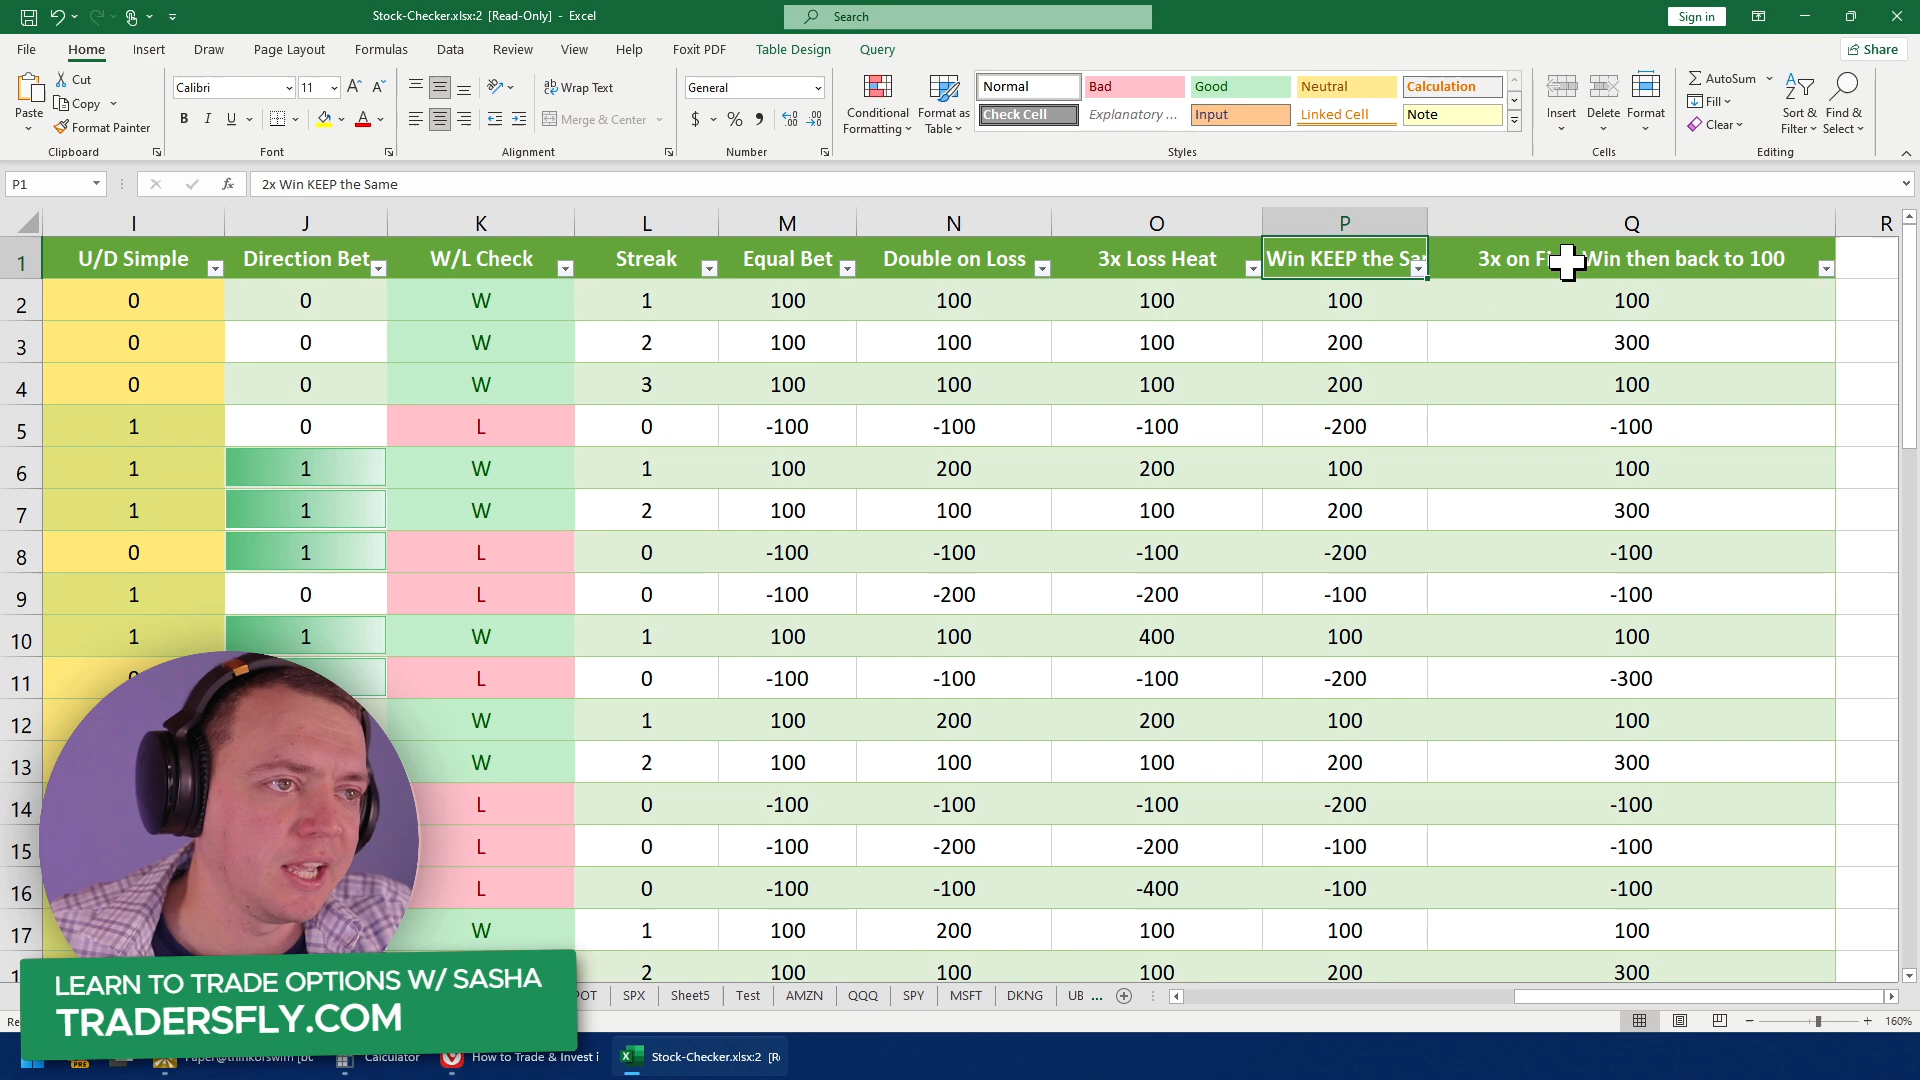 Stock-Checker.xlsx:2 [Read-Only] - Excel
Search
Sign in
File Home Insert Draw Page Layout Formulas Data Review View Help Foxit PDF Table Design Query
Share
Paste
Cut
Copy
Format Painter
Clipboard
Calibri 11
B I U
Font
Wrap Text
Merge & Center
Alignment
General
Number
Conditional Formatting
Format as Table
Normal Bad Good Neutral Calculation
Check Cell Explanatory ... Input Linked Cell Note
Styles
Insert Delete Format
Cells
AutoSum
Fill
Clear
Sort & Filter
Find & Select
Editing
P1 fx 2x Win KEEP the Same
I J K L M N O P Q R
1 U/D Simple Direction Bet W/L Check Streak Equal Bet Double on Loss 3x Loss Heat Win KEEP the 3x on Win then back to 100
2 0 0 W 1 100 100 100 100 100
3 0 0 W 2 100 100 100 200 300
4 0 0 W 3 100 100 100 200 100
5 1 0 L 0 -100 -100 -100 -200 -100
6 1 1 W 1 100 200 200 100 100
7 1 1 W 2 100 100 100 200 300
8 0 1 L 0 -100 -100 -100 -200 -100
9 1 0 L 0 -100 -200 -200 -100 -100
10 1 1 W 1 100 100 400 100 100
11 L 0 -100 -100 -100 -200 -300
12 W 1 100 200 200 100 100
13 W 2 100 100 100 200 300
14 L 0 -100 -100 -100 -200 -100
15 L 0 -100 -200 -200 -100 -100
16 L 0 -100 -100 -400 -100 -100
17 W 1 100 200 100 100 100
2 100 100 100 200 300
LEARN TO TRADE OPTIONS W/ SASHA
TRADERSFLY.COM
SPX Sheet5 Test AMZN QQQ SPY MSFT DKNG UB ...
160%
PRE
Calculator
How to Trade & Invest i
Stock-Checker.xlsx:2 [R